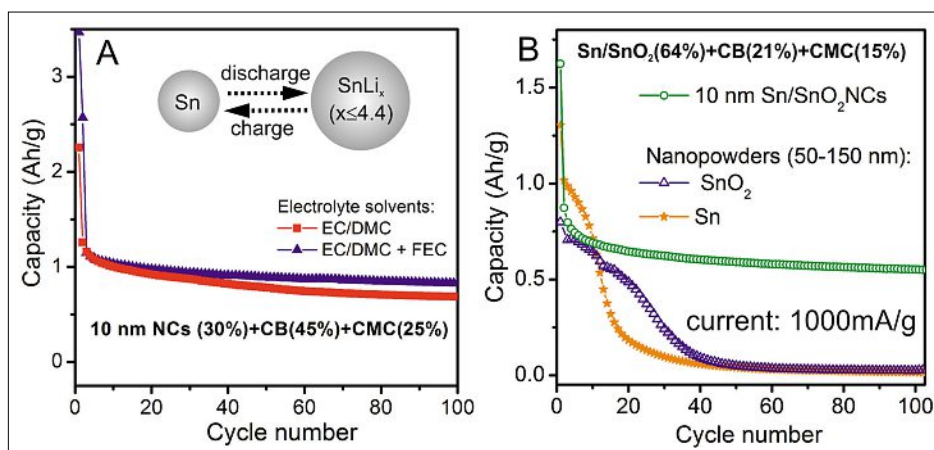 A
discharge
Sn
SnLiₓ
(x≤4.4)
charge
Electrolyte solvents:
EC/DMC
EC/DMC + FEC
10 nm NCs (30%)+CB(45%)+CMC(25%)
Capacity (Ah/g)
3
2
1
0
0 20 40 60 80 100
Cycle number
B
Sn/SnO₂(64%)+CB(21%)+CMC(15%)
10 nm Sn/SnO₂NCs
Nanopowders (50-150 nm):
SnO₂
Sn
current: 1000mA/g
Capacity (Ah/g)
1.5
1.0
0.5
0.0
0 20 40 60 80 100
Cycle number